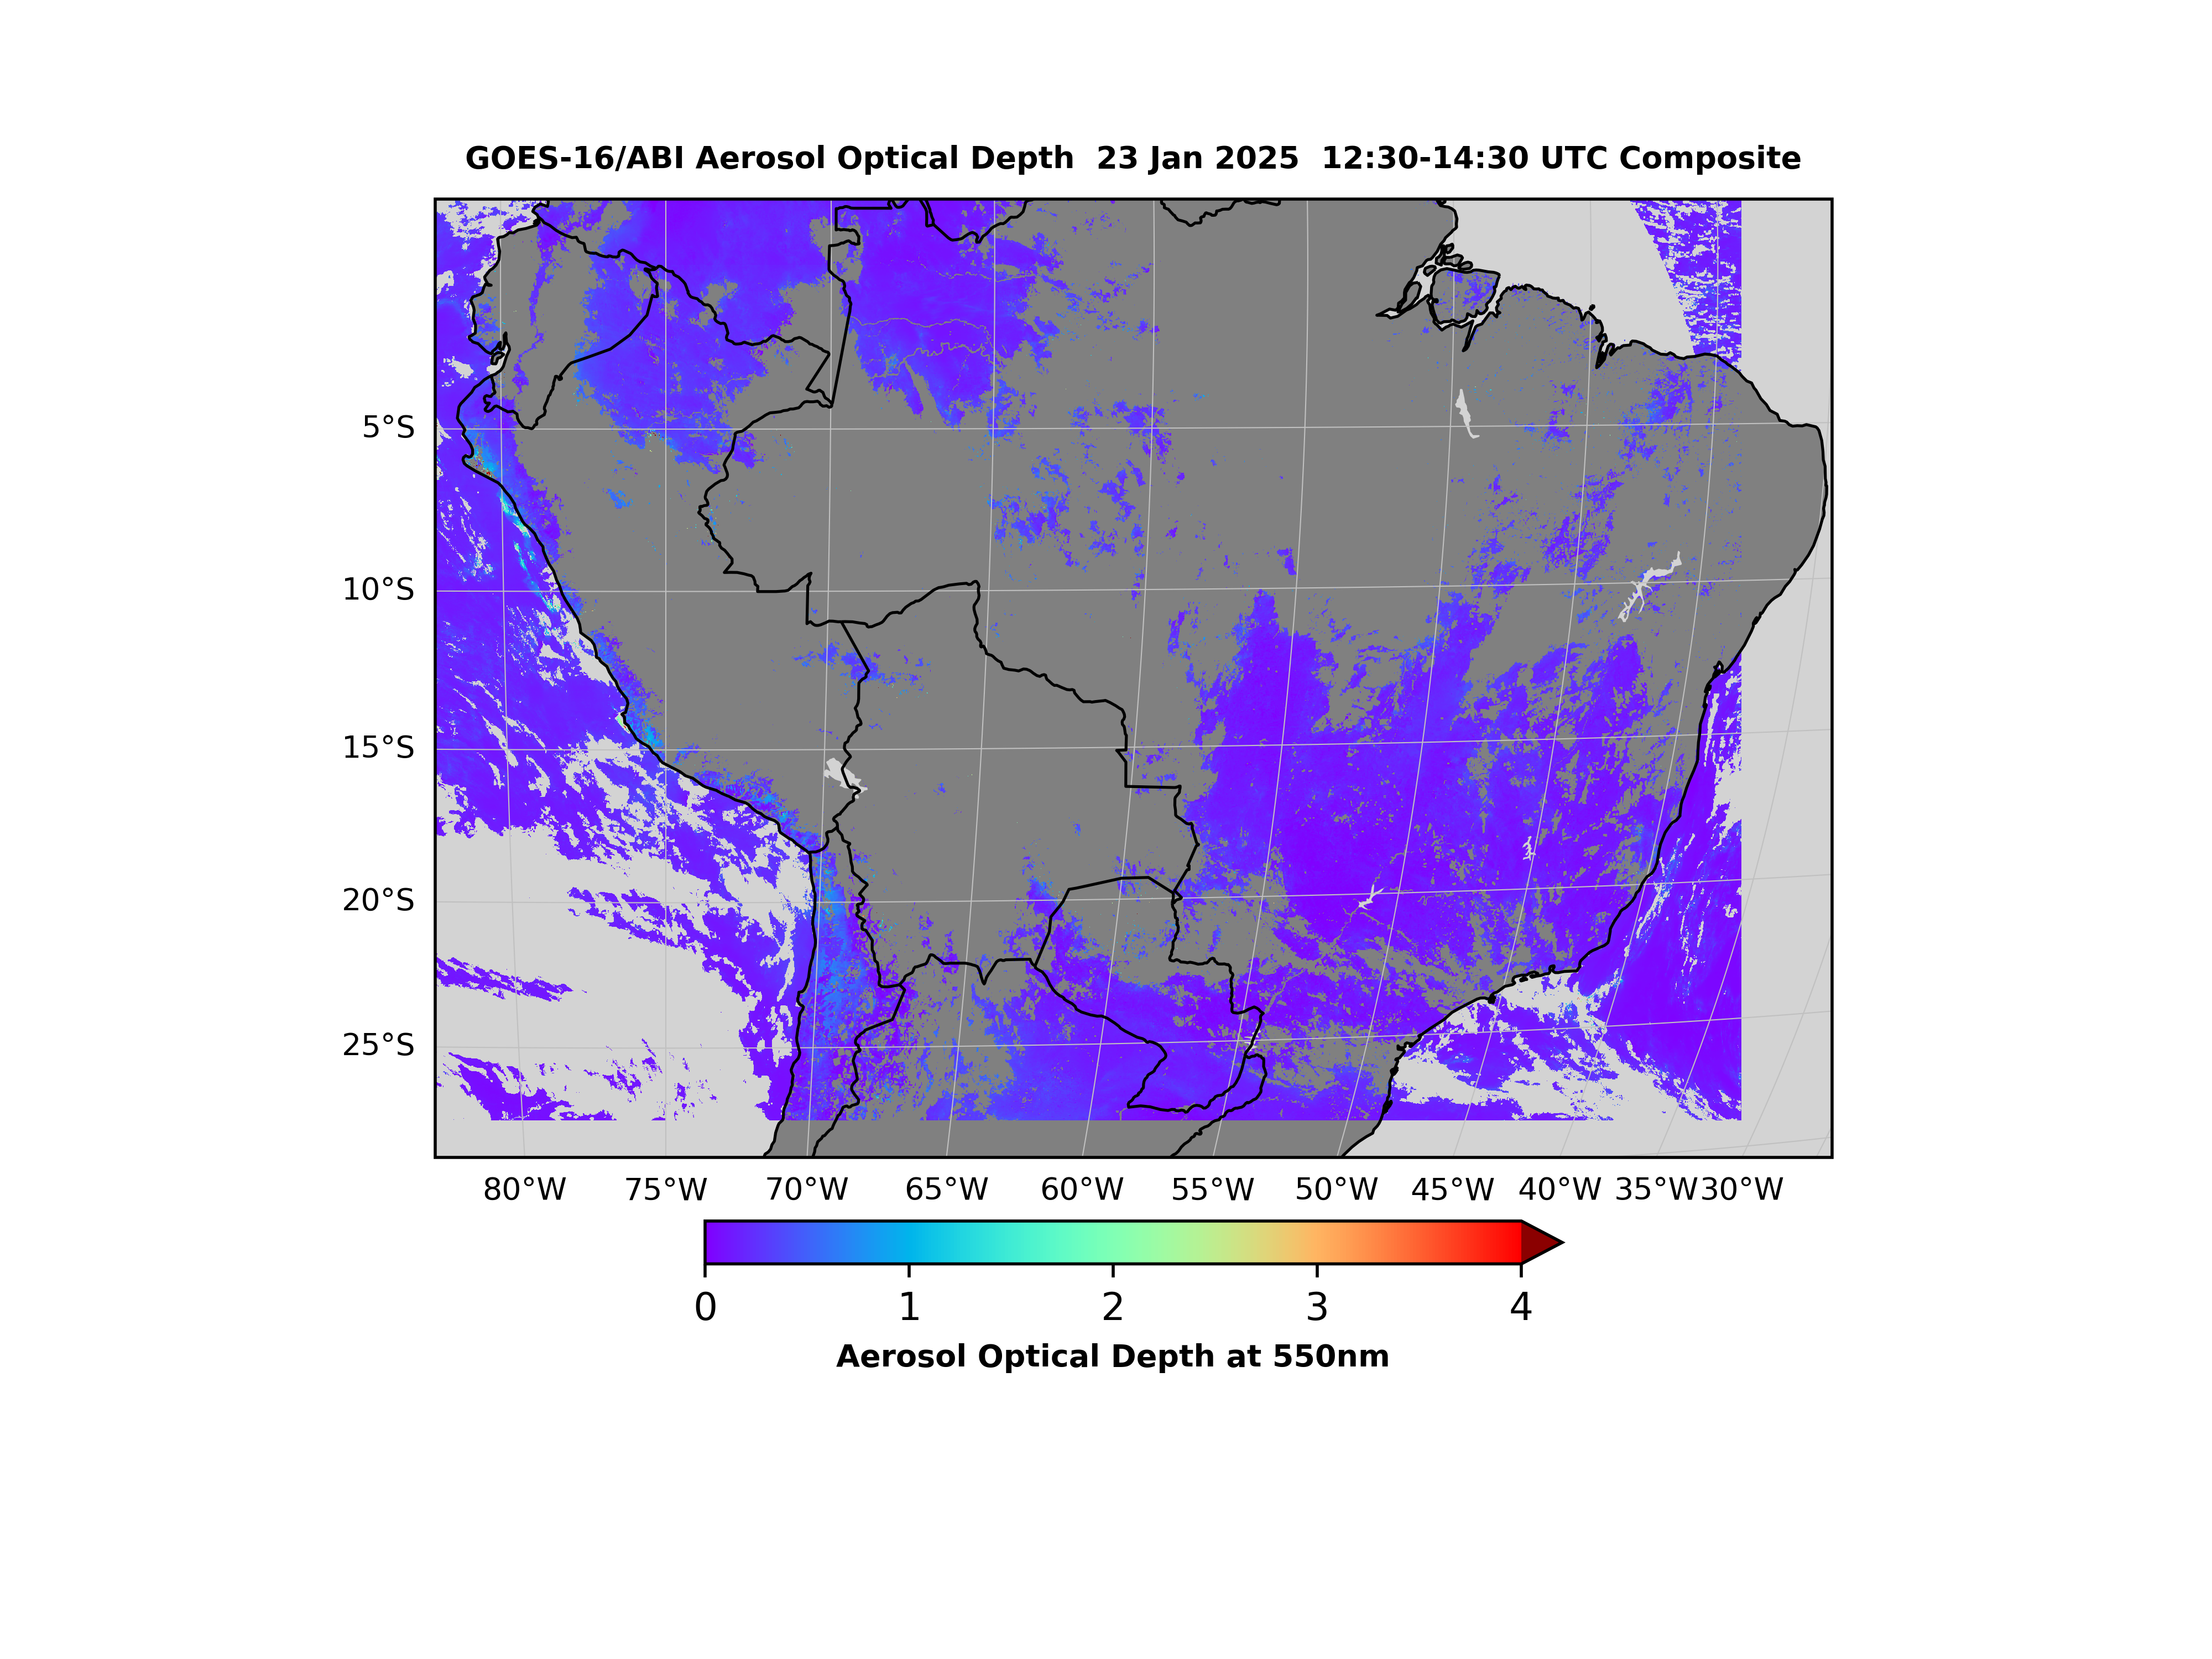 GOES-16/ABI Aerosol Optical Depth  23 Jan 2025  12:30-14:30 UTC Composite
5°S
10°S
15°S
20°S
25°S
80°W 75°W 70°W 65°W 60°W 55°W 50°W 45°W 40°W 35°W 30°W
0 1 2 3 4
Aerosol Optical Depth at 550nm